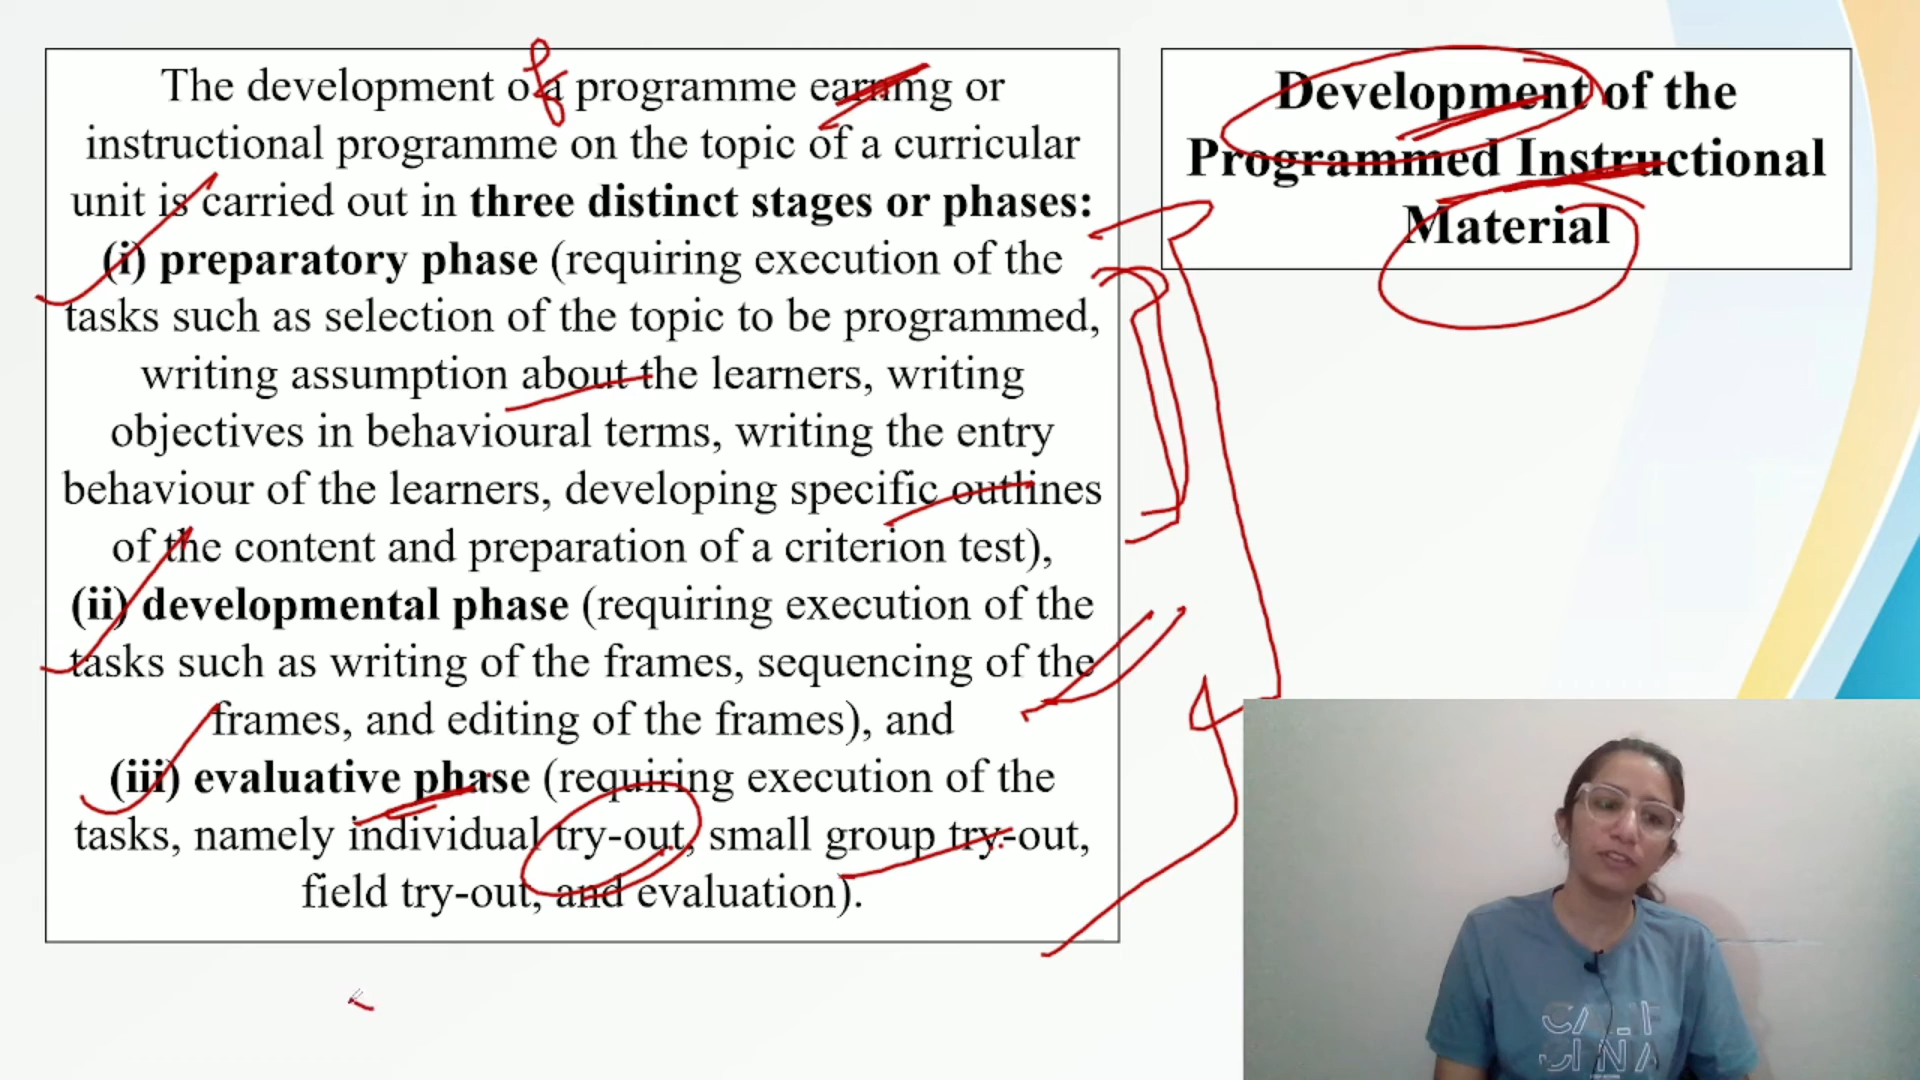 The development o a programme earning or
instructional programme on the topic of a curricular
unit is carried out in three distinct stages or phases:
(i) preparatory phase (requiring execution of the
tasks such as selection of the topic to be programmed,
writing assumption about the learners, writing
objectives in behavioural terms, writing the entry
behaviour of the learners, developing specific outlines
of the content and preparation of a criterion test),
(ii) developmental phase (requiring execution of the
tasks such as writing of the frames, sequencing of the
frames, and editing of the frames), and
(iii) evaluative phase (requiring execution of the
tasks, namely individual try-out, small group try-out,
field try-out, and evaluation).
Development of the
Programmed Instructional
Material